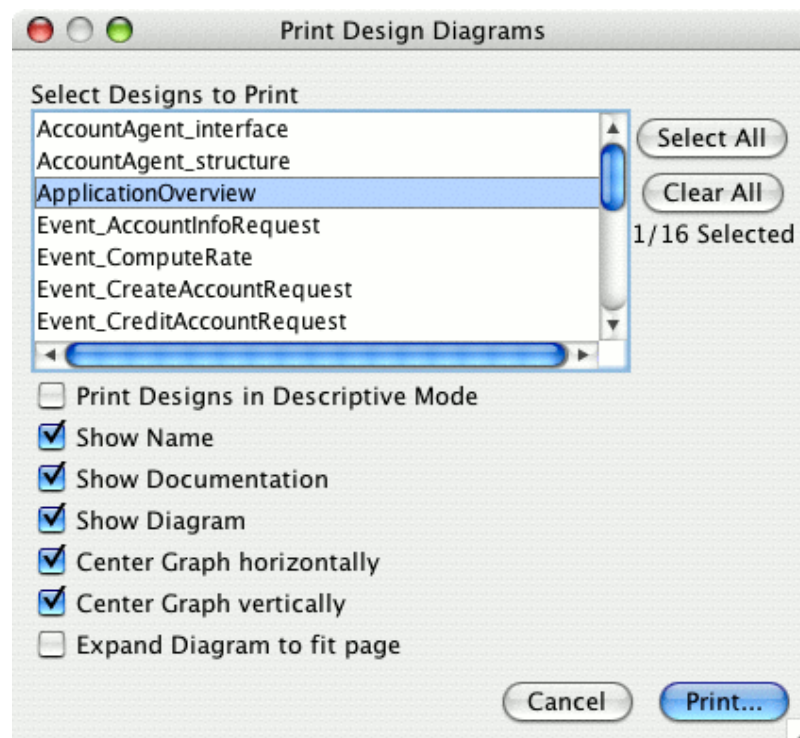 Print Design Diagrams
Select Designs to Print
AccountAgent_interface
AccountAgent_structure
ApplicationOverview
Event_AccountInfoRequest
Event_ComputeRate
Event_CreateAccountRequest
Event_CreditAccountRequest
Select All
Clear All
1/16 Selected
Print Designs in Descriptive Mode
Show Name
Show Documentation
Show Diagram
Center Graph horizontally
Center Graph vertically
Expand Diagram to fit page
Cancel
Print...